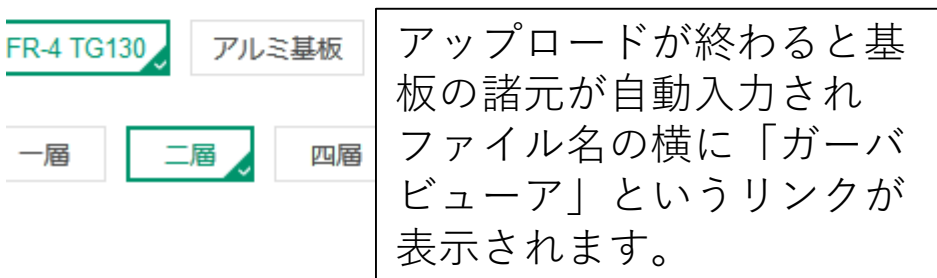 FR-4 TG130 アルミ基板
一層 二層 四層
アップロードが終わると基
板の諸元が自動入力され
ファイル名の横に「ガーバ
ビューア」というリンクが
表示されます。